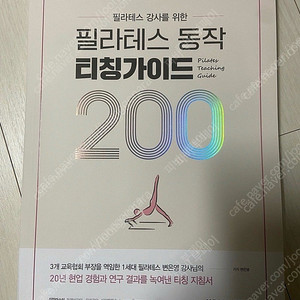 필라테스 강사를 위한
필라테스 동작
티칭가이드
Pilates
Teaching
Guide
200
3개 교육협회 부장을 역임한 1세대 필라테스 변은영 강사님의
20년 현업 경험과 연구 결과를 녹여낸 티칭 지침서